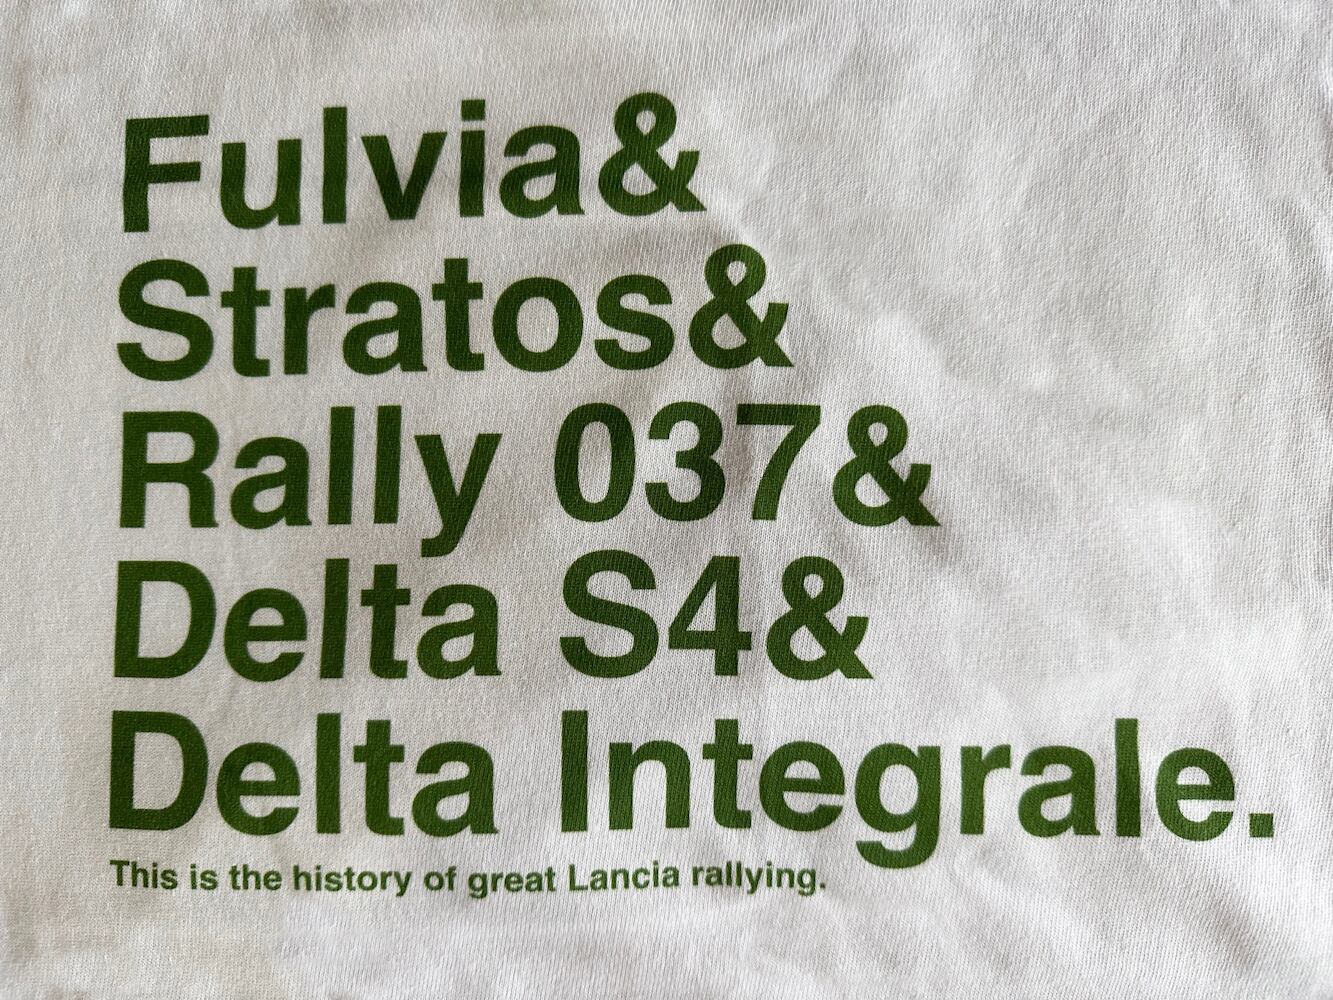 Fulvia&
Stratos&
Rally 037&
Delta S4&
Delta Integrale.
This is the history of great Lancia rallying.